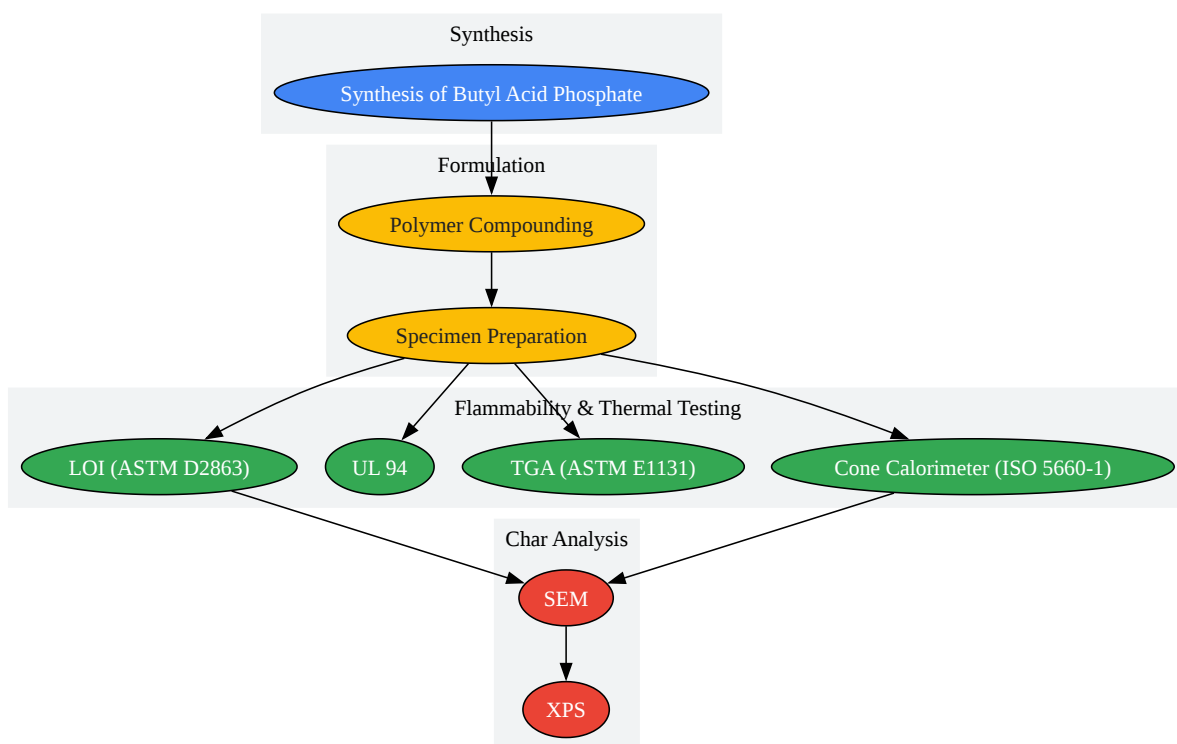 Synthesis
Synthesis of Butyl Acid Phosphate
Formulation
Polymer Compounding
Specimen Preparation
Flammability & Thermal Testing
LOI (ASTM D2863)
UL 94
TGA (ASTM E1131)
Cone Calorimeter (ISO 5660-1)
Char Analysis
SEM
XPS